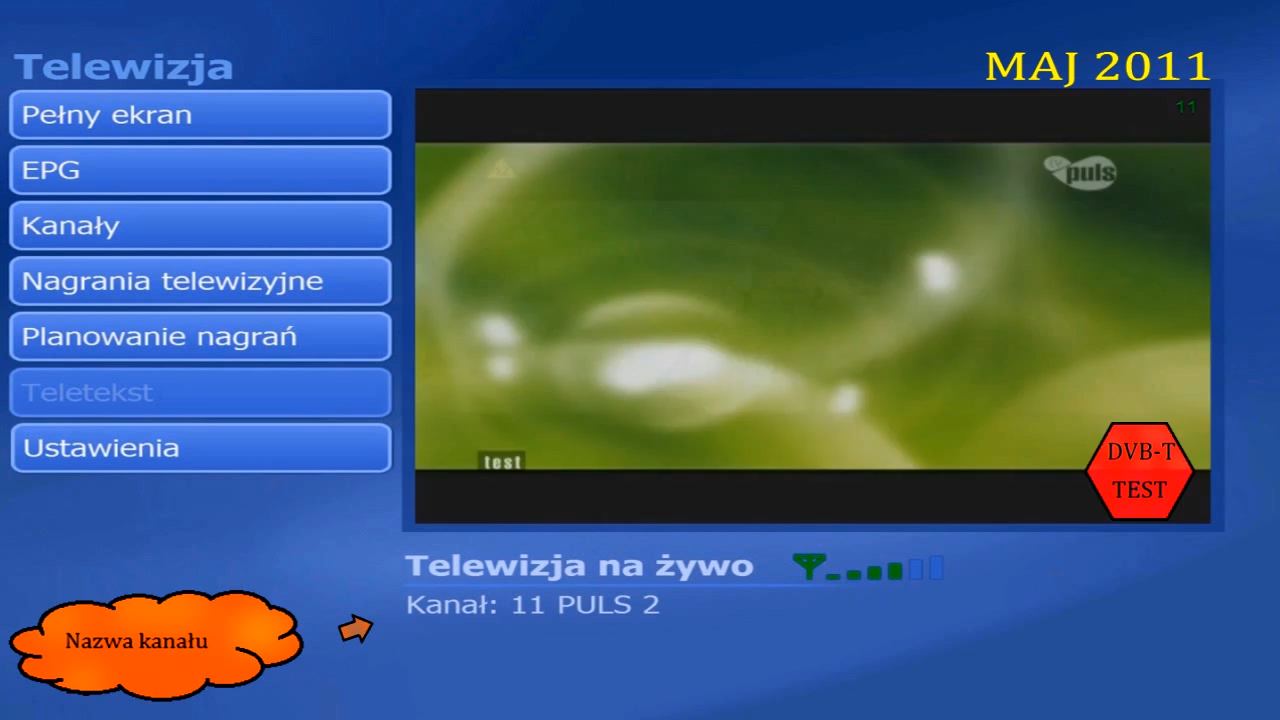 Telewizja
MAJ 2011
Pełny ekran
EPG
Kanały
Nagrania telewizyjne
Planowanie nagrań
Teletekst
Ustawienia
11
tv puls
test
DVB-T
TEST
Telewizja na żywo
Kanał: 11 PULS 2
Nazwa kanału